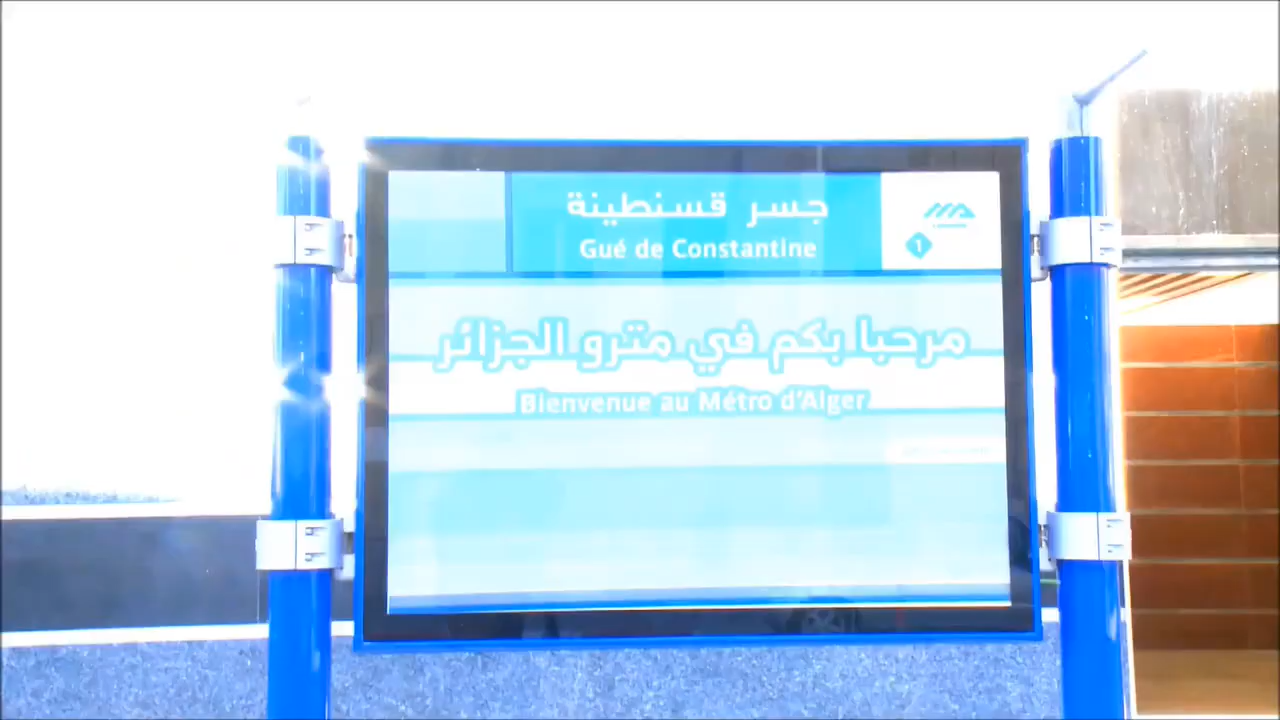 جسر قسنطينة
Gué de Constantine
1
مرحبا بكم في مترو الجزائر
Bienvenue au Métro d'Alger